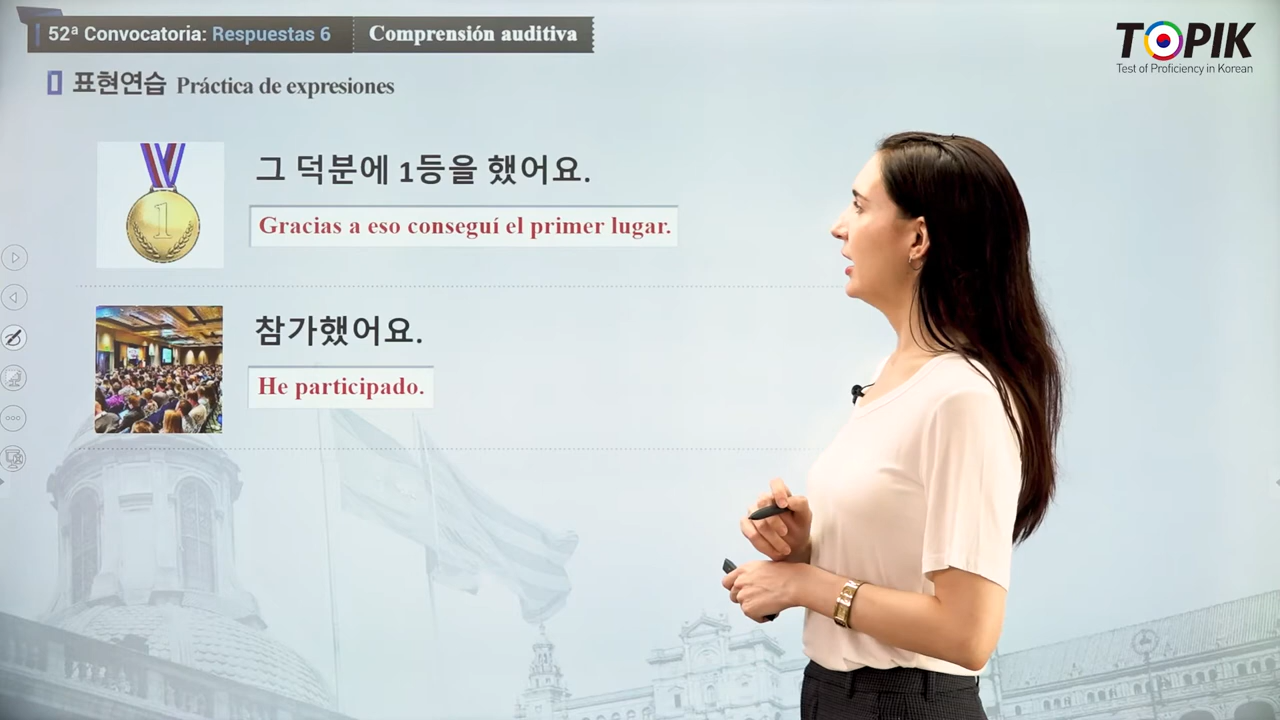 52ª Convocatoria: Respuestas 6 Comprensión auditiva
TOPIK
Test of Proficiency in Korean
표현연습 Práctica de expresiones
1
그 덕분에 1등을 했어요.
Gracias a eso conseguí el primer lugar.
참가했어요.
He participado.